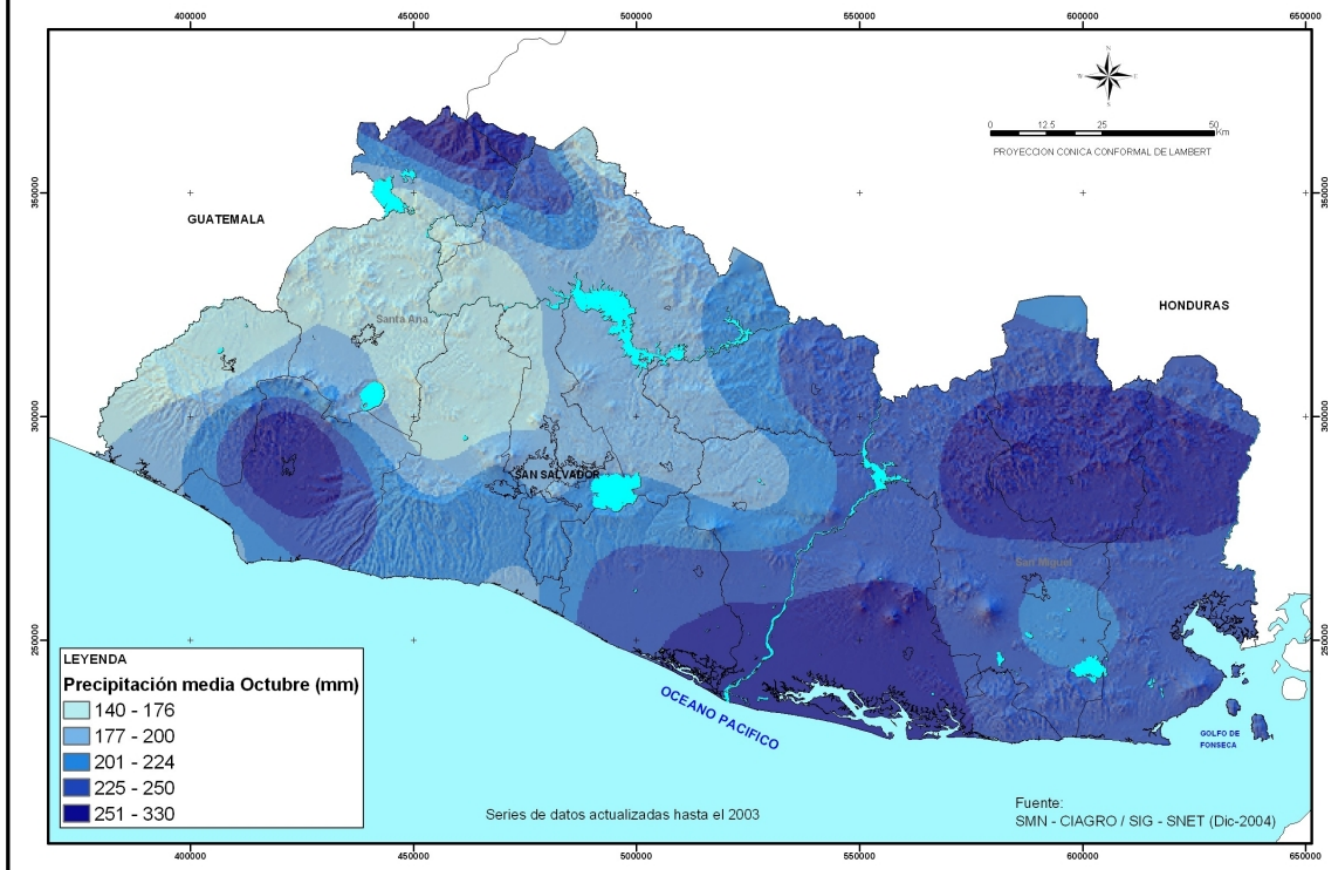 400000 450000 500000 550000 600000 650000
N
E
S
0 12.5 25 50
Km
PROYECCION CONICA CONFORMAL DE LAMBERT
350000 350000
GUATEMALA
HONDURAS
Santa Ana
300000 300000
SAN SALVADOR
San Miguel
250000 250000
LEYENDA
Precipitación media Octubre (mm)
140 - 176
177 - 200
201 - 224
225 - 250
251 - 330
OCEANO PACIFICO
GOLFO DE
FONSECA
Series de datos actualizadas hasta el 2003
Fuente:
SMN - CIAGRO / SIG - SNET (Dic-2004)
400000 450000 500000 550000 600000 650000